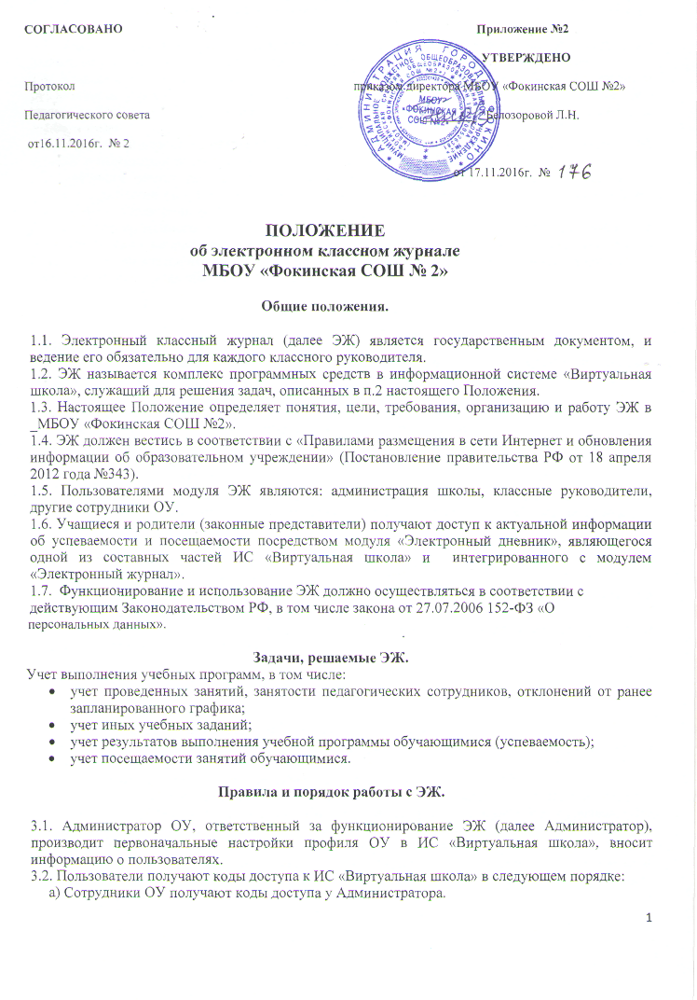 СОГЛАСОВАНО Приложение №2
УТВЕРЖДЕНО
Протокол приказом директора МБОУ «Фокинская СОШ №2»
Педагогического совета Белозоровой Л.Н.
от16.11.2016г. № 2
от 17.11.2016г. № 176
АДМИНИСТРАЦИЯ ГОРОДА ФОКИНО
МБОУ
«ФОКИНСКАЯ
СОШ №2»
ПОЛОЖЕНИЕ
об электронном классном журнале
МБОУ «Фокинская СОШ № 2»
Общие положения.
1.1. Электронный классный журнал (далее ЭЖ) является государственным документом, и
ведение его обязательно для каждого классного руководителя.
1.2. ЭЖ называется комплекс программных средств в информационной системе «Виртуальная
школа», служащий для решения задач, описанных в п.2 настоящего Положения.
1.3. Настоящее Положение определяет понятия, цели, требования, организацию и работу ЭЖ в
_МБОУ «Фокинская СОШ №2».
1.4. ЭЖ должен вестись в соответствии с «Правилами размещения в сети Интернет и обновления
информации об образовательном учреждении» (Постановление правительства РФ от 18 апреля
2012 года №343).
1.5. Пользователями модуля ЭЖ являются: администрация школы, классные руководители,
другие сотрудники ОУ.
1.6. Учащиеся и родители (законные представители) получают доступ к актуальной информации
об успеваемости и посещаемости посредством модуля «Электронный дневник», являющегося
одной из составных частей ИС «Виртуальная школа» и интегрированного с модулем
«Электронный журнал».
1.7. Функционирование и использование ЭЖ должно осуществляться в соответствии с
действующим Законодательством РФ, в том числе закона от 27.07.2006 152-ФЗ «О
персональных данных».
Задачи, решаемые ЭЖ.
Учет выполнения учебных программ, в том числе:
• учет проведенных занятий, занятости педагогических сотрудников, отклонений от ранее
запланированного графика;
• учет иных учебных заданий;
• учет результатов выполнения учебной программы обучающимися (успеваемость);
• учет посещаемости занятий обучающимися.
Правила и порядок работы с ЭЖ.
3.1. Администратор ОУ, ответственный за функционирование ЭЖ (далее Администратор),
производит первоначальные настройки профиля ОУ в ИС «Виртуальная школа», вносит
информацию о пользователях.
3.2. Пользователи получают коды доступа к ИС «Виртуальная школа» в следующем порядке:
а) Сотрудники ОУ получают коды доступа у Администратора.
1